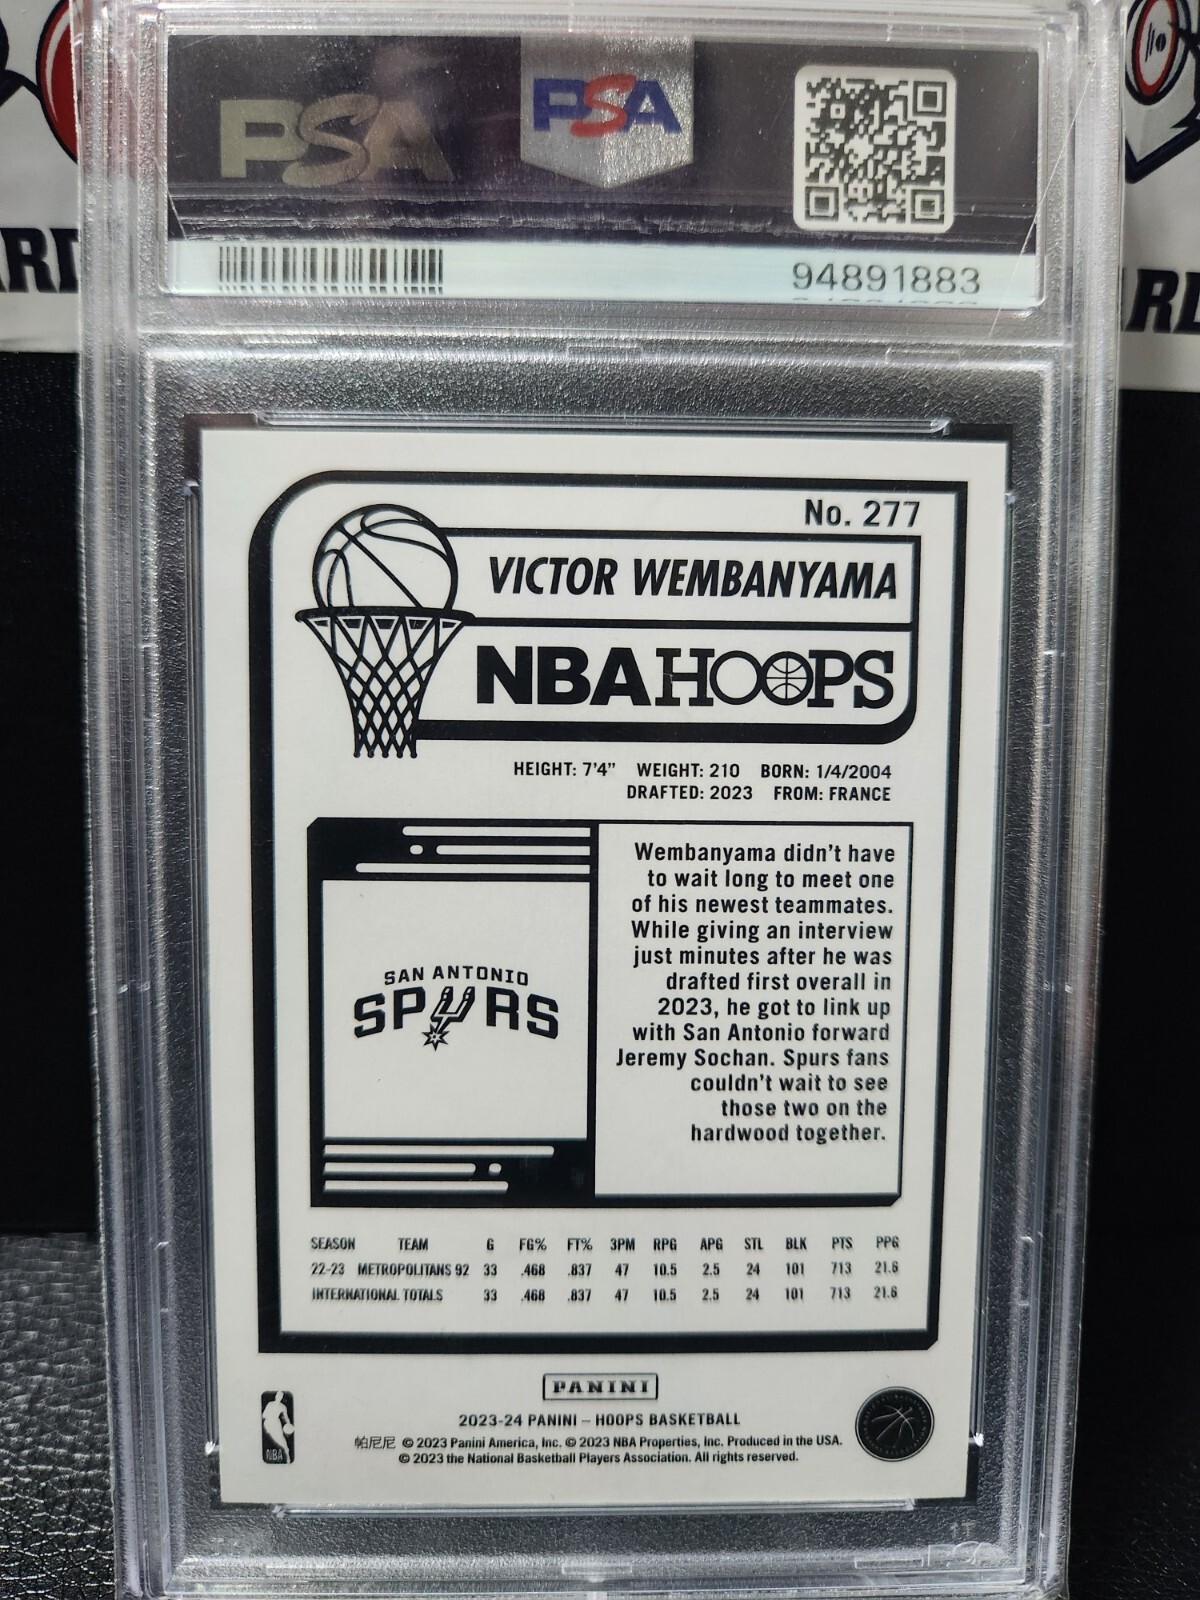 PSA
PSA
94891883
No. 277
VICTOR WEMBANYAMA
NBA HOOPS
HEIGHT: 7'4" WEIGHT: 210 BORN: 1/4/2004
DRAFTED: 2023 FROM: FRANCE
SAN ANTONIO
SPURS
Wembanyama didn't have
to wait long to meet one
of his newest teammates.
While giving an interview
just minutes after he was
drafted first overall in
2023, he got to link up
with San Antonio forward
Jeremy Sochan. Spurs fans
couldn't wait to see
those two on the
hardwood together.
SEASON TEAM G FG% FT% 3PM RPG APG STL BLK PTS PPG
22-23 METROPOLITANS 92 33 .468 .837 47 10.5 2.5 24 101 713 21.6
INTERNATIONAL TOTALS 33 .468 .837 47 10.5 2.5 24 101 713 21.6
PANINI
2023-24 PANINI – HOOPS BASKETBALL
帕尼尼 © 2023 Panini America, Inc. © 2023 NBA Properties, Inc. Produced in the USA.
© 2023 the National Basketball Players Association. All rights reserved.
NBA